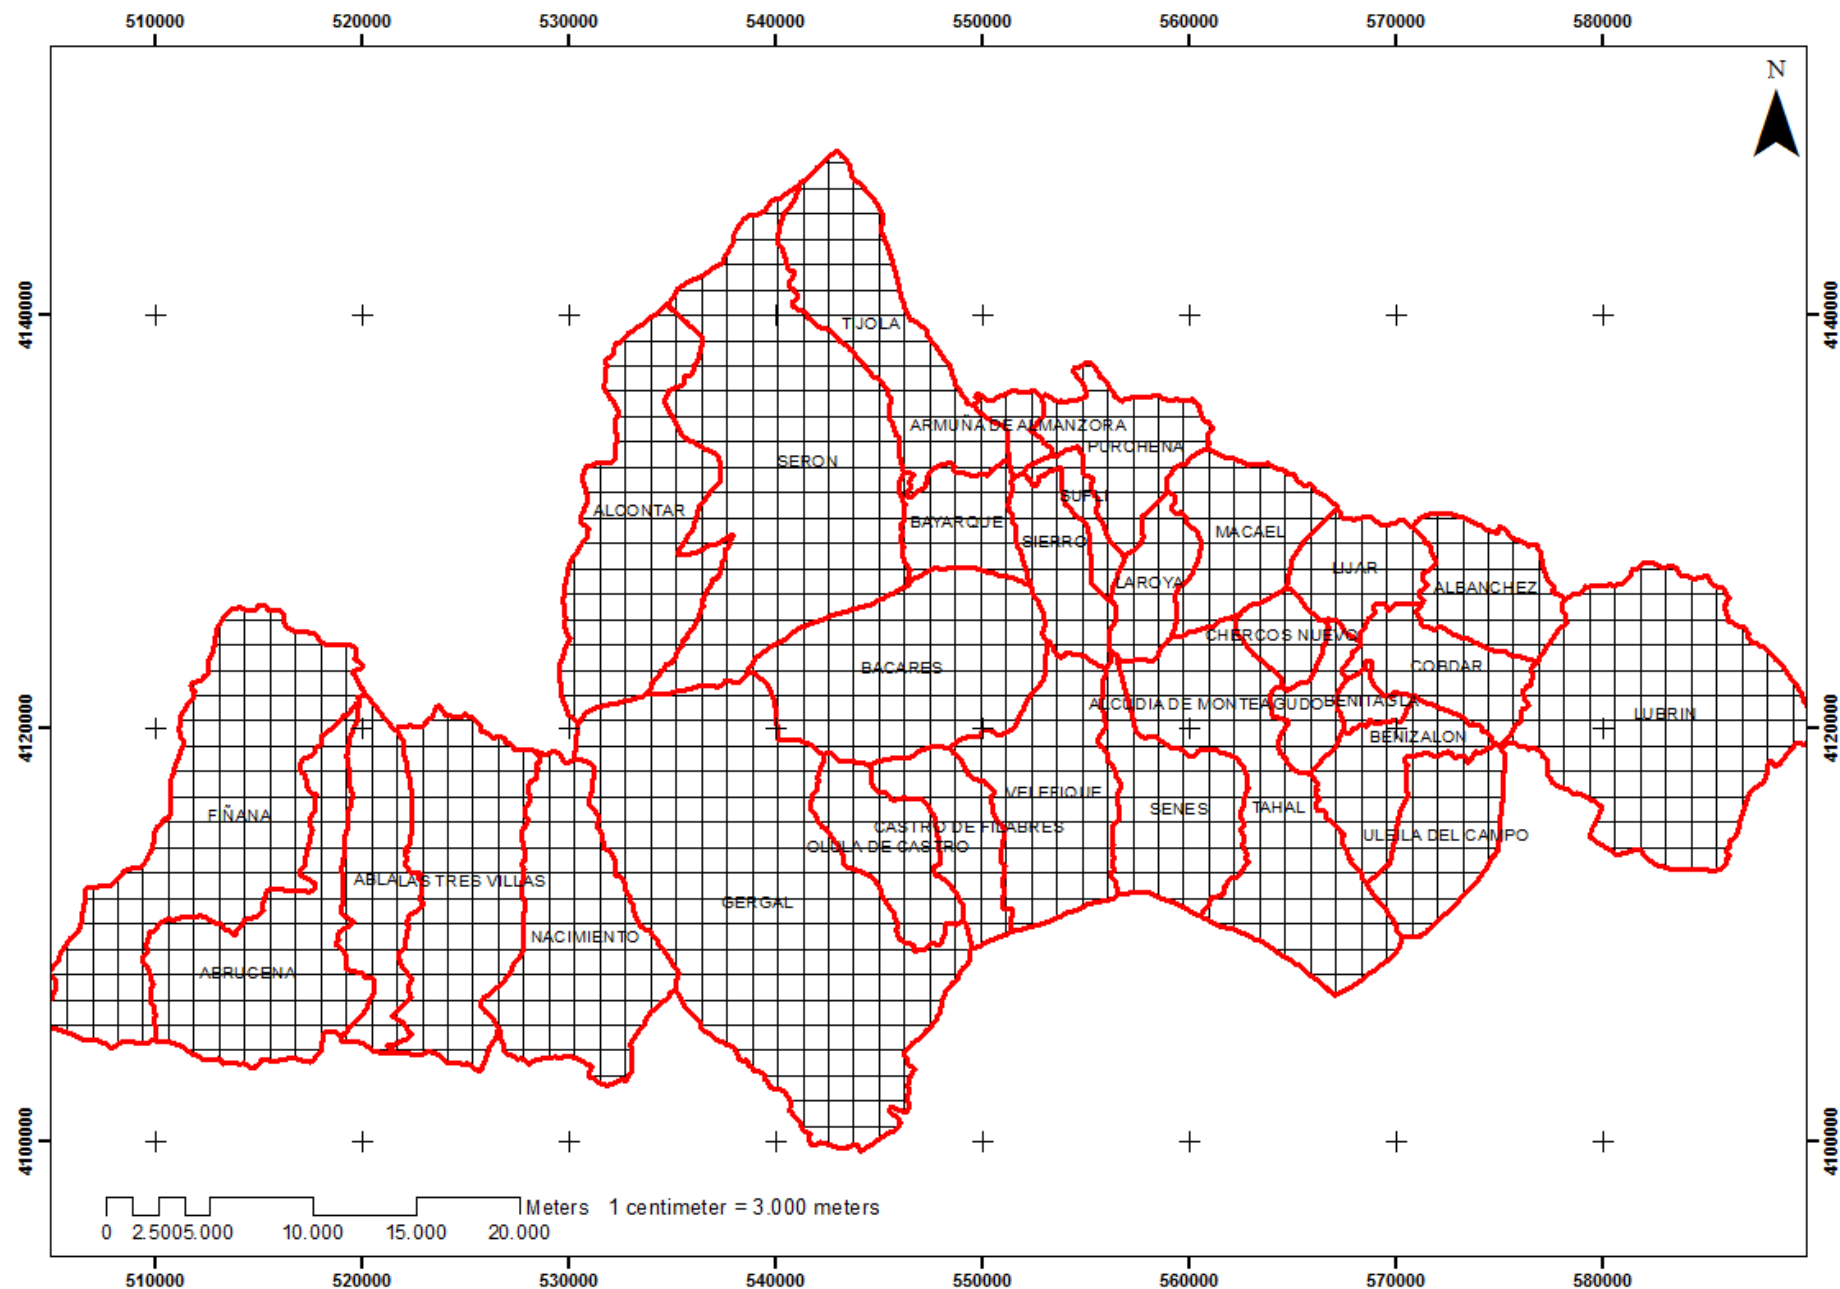 510000 520000 530000 540000 550000 560000 570000 580000
N
4140000 4140000
TIJOLA
ARMUÑA DE ALMANZORA
PURCHENA
SERON
SUFLI
ALCONTAR
BAYARQUE
MACAEL
SIERRO
LIJAR
LAROYA
ALBANCHEZ
CHERCOS NUEVO
BACARES
COBDAR
ALCUDIA DE MONTEAGUDO
BENITAGLA
LUBRIN
4120000 4120000
BENIZALON
VELEFIQUE
SENES
TAHAL
FIÑANA
CASTRO DE FILABRES
ULEILA DEL CAMPO
OLULA DE CASTRO
ABLA
LAS TRES VILLAS
GERGAL
NACIMIENTO
ABRUCENA
4100000 4100000
Meters 1 centimeter = 3.000 meters
0 2.500 5.000 10.000 15.000 20.000
510000 520000 530000 540000 550000 560000 570000 580000